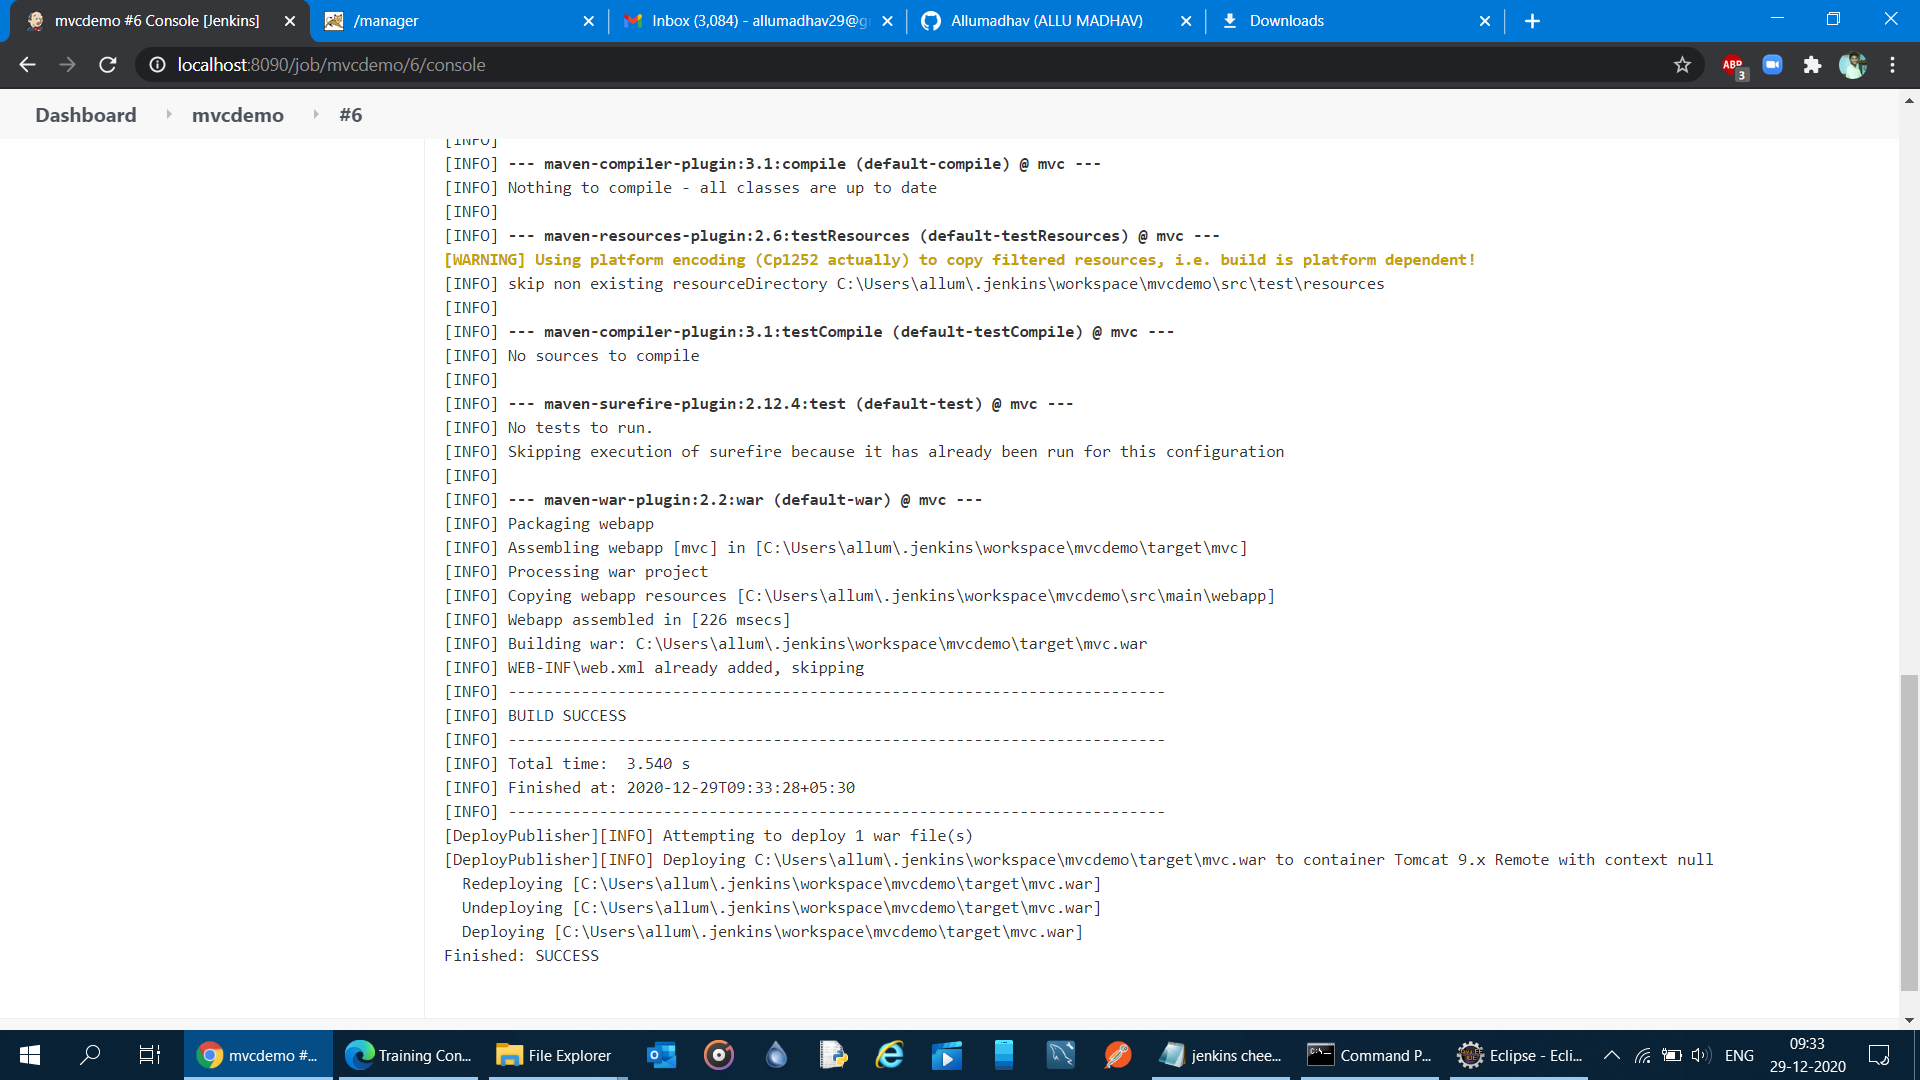 mvcdemo #6 Console [Jenkins]
/manager
Inbox (3,084) - allumadhav29@g
Allumadhav (ALLU MADHAV)
Downloads
localhost:8090/job/mvcdemo/6/console
ABP
3
Dashboard
mvcdemo
#6
[INFO]
[INFO] --- maven-compiler-plugin:3.1:compile (default-compile) @ mvc ---
[INFO] Nothing to compile - all classes are up to date
[INFO]
[INFO] --- maven-resources-plugin:2.6:testResources (default-testResources) @ mvc ---
[WARNING] Using platform encoding (Cp1252 actually) to copy filtered resources, i.e. build is platform dependent!
[INFO] skip non existing resourceDirectory C:\Users\allum\.jenkins\workspace\mvcdemo\src\test\resources
[INFO]
[INFO] --- maven-compiler-plugin:3.1:testCompile (default-testCompile) @ mvc ---
[INFO] No sources to compile
[INFO]
[INFO] --- maven-surefire-plugin:2.12.4:test (default-test) @ mvc ---
[INFO] No tests to run.
[INFO] Skipping execution of surefire because it has already been run for this configuration
[INFO]
[INFO] --- maven-war-plugin:2.2:war (default-war) @ mvc ---
[INFO] Packaging webapp
[INFO] Assembling webapp [mvc] in [C:\Users\allum\.jenkins\workspace\mvcdemo\target\mvc]
[INFO] Processing war project
[INFO] Copying webapp resources [C:\Users\allum\.jenkins\workspace\mvcdemo\src\main\webapp]
[INFO] Webapp assembled in [226 msecs]
[INFO] Building war: C:\Users\allum\.jenkins\workspace\mvcdemo\target\mvc.war
[INFO] WEB-INF\web.xml already added, skipping
[INFO] ------------------------------------------------------------------------
[INFO] BUILD SUCCESS
[INFO] ------------------------------------------------------------------------
[INFO] Total time:  3.540 s
[INFO] Finished at: 2020-12-29T09:33:28+05:30
[INFO] ------------------------------------------------------------------------
[DeployPublisher][INFO] Attempting to deploy 1 war file(s)
[DeployPublisher][INFO] Deploying C:\Users\allum\.jenkins\workspace\mvcdemo\target\mvc.war to container Tomcat 9.x Remote with context null
Redeploying [C:\Users\allum\.jenkins\workspace\mvcdemo\target\mvc.war]
Undeploying [C:\Users\allum\.jenkins\workspace\mvcdemo\target\mvc.war]
Deploying [C:\Users\allum\.jenkins\workspace\mvcdemo\target\mvc.war]
Finished: SUCCESS
mvcdemo #...
Training Con...
File Explorer
jenkins chee...
Command P...
Eclipse - Ecli...
ENG
09:33
29-12-2020